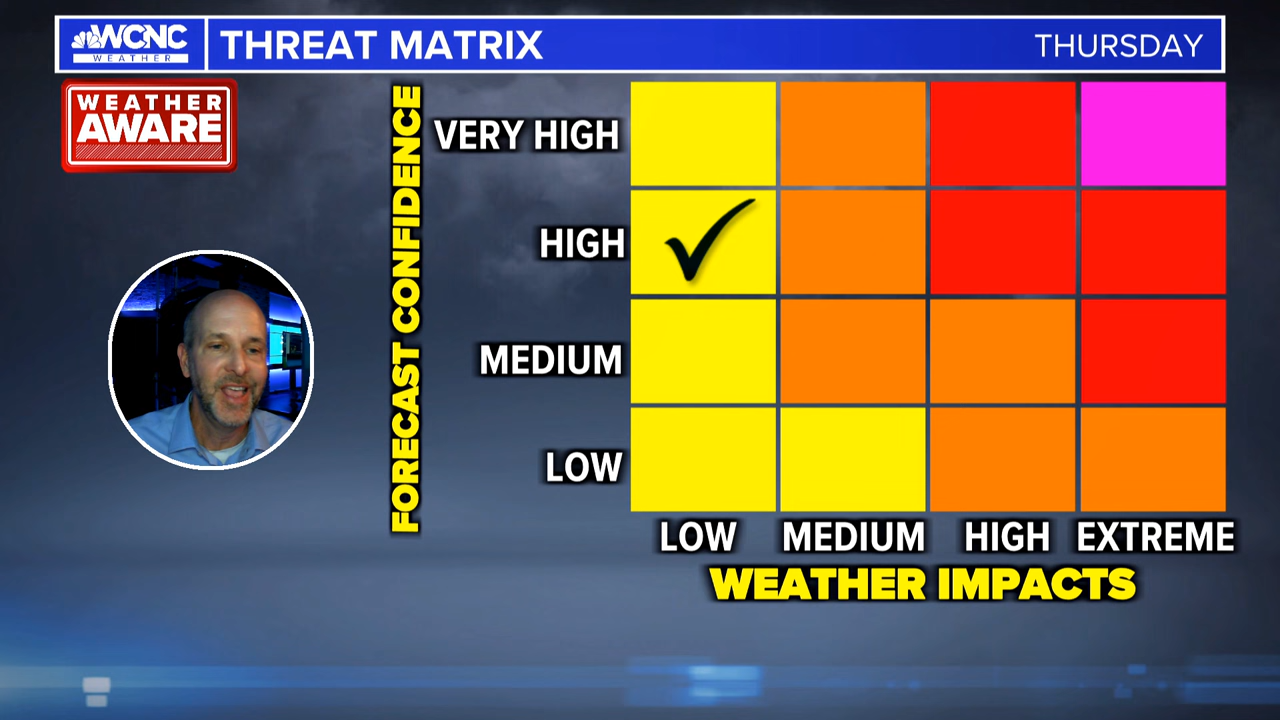 WCNC
WEATHER
THREAT MATRIX
THURSDAY
WEATHER
AWARE
FORECAST CONFIDENCE
VERY HIGH
HIGH
MEDIUM
LOW
LOW MEDIUM HIGH EXTREME
WEATHER IMPACTS